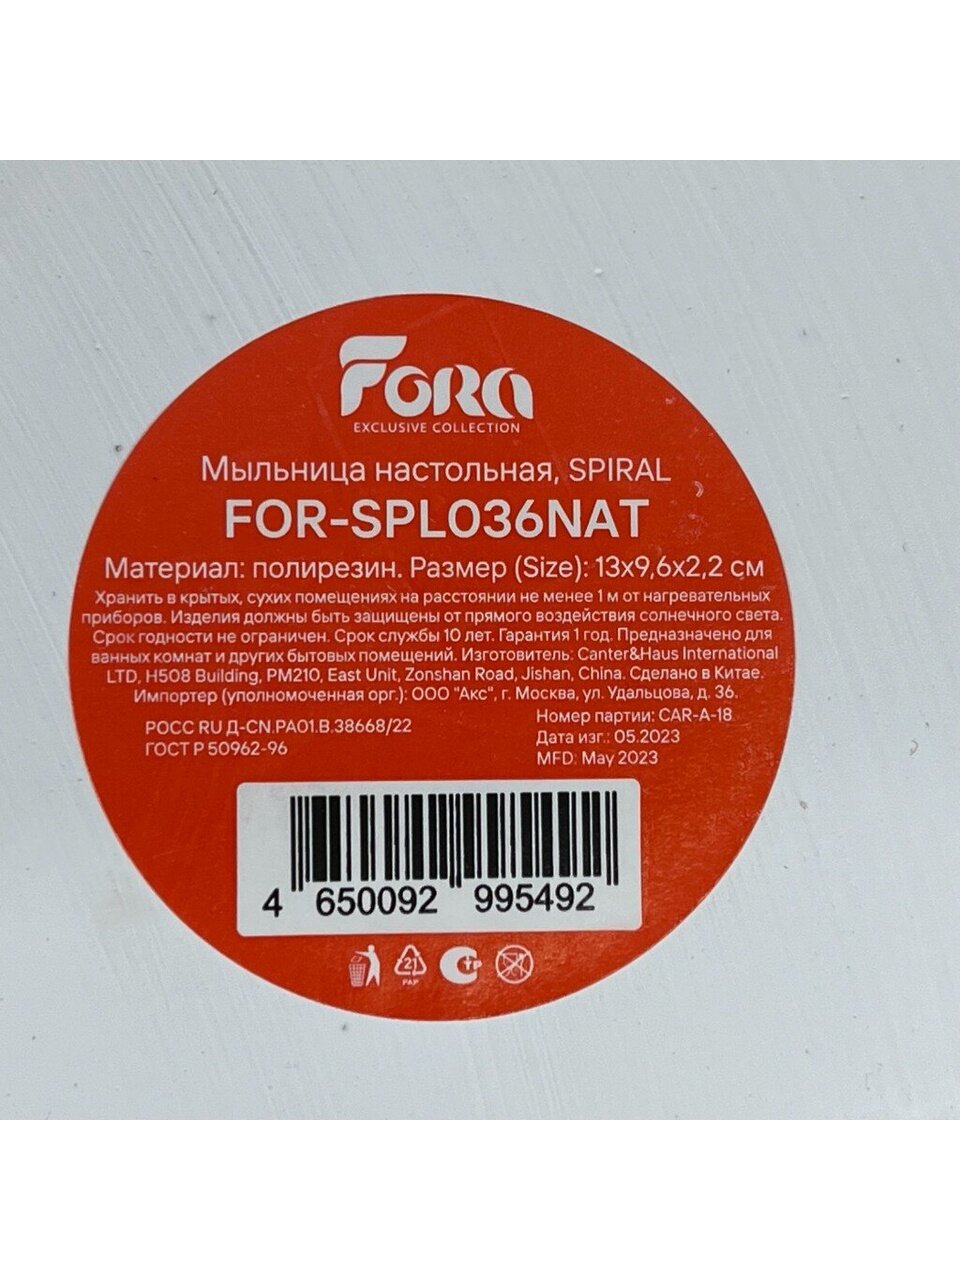 FORA
EXCLUSIVE COLLECTION
Мыльница настольная, SPIRAL
FOR-SPL036NAT
Материал: полирезин. Размер (Size): 13x9,6x2,2 см
Хранить в крытых, сухих помещениях на расстоянии не менее 1 м от нагревательных
приборов. Изделия должны быть защищены от прямого воздействия солнечного света.
Срок годности не ограничен. Срок службы 10 лет. Гарантия 1 год. Предназначено для
ванных комнат и других бытовых помещений. Изготовитель: Canter&Haus International
LTD, H508 Building, PM210, East Unit, Zonshan Road, Jishan, China. Сделано в Китае.
Импортер (уполномоченная орг.): ООО "Акс", г. Москва, ул. Удальцова, д. 36.
РОСС RU Д-CN.РА01.В.38668/22
ГОСТ Р 50962-96
Номер партии: CAR-A-18
Дата изг.: 05.2023
MFD: May 2023
4 650092 995492
21
PAP
СТР